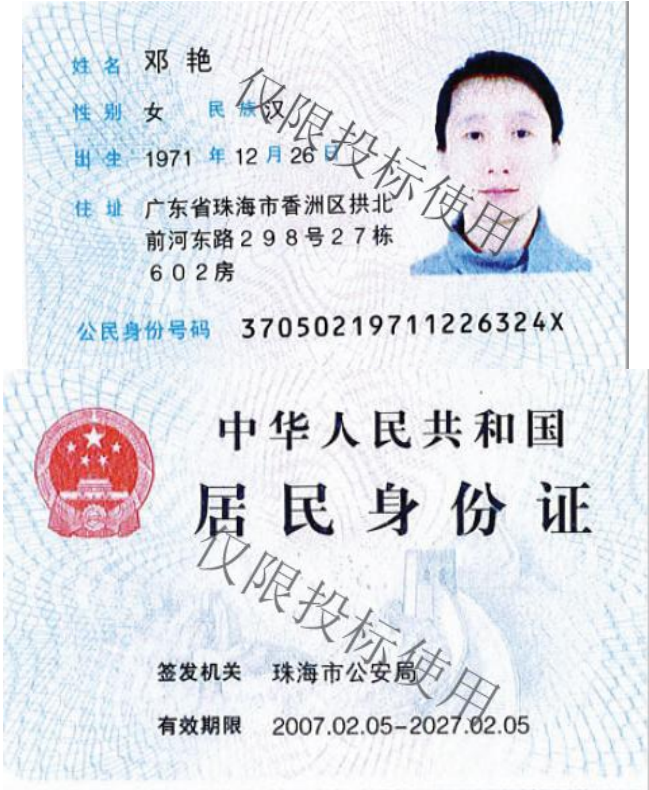 姓名 邓艳
性别 女 民族 汉
出生 1971 年 12 月 26 日
住址 广东省珠海市香洲区拱北
前河东路298号27栋
602房
公民身份号码 37050219711226324X
仅限投标使用
中华人民共和国
居民身份证
签发机关 珠海市公安局
有效期限 2007.02.05-2027.02.05
仅限投标使用